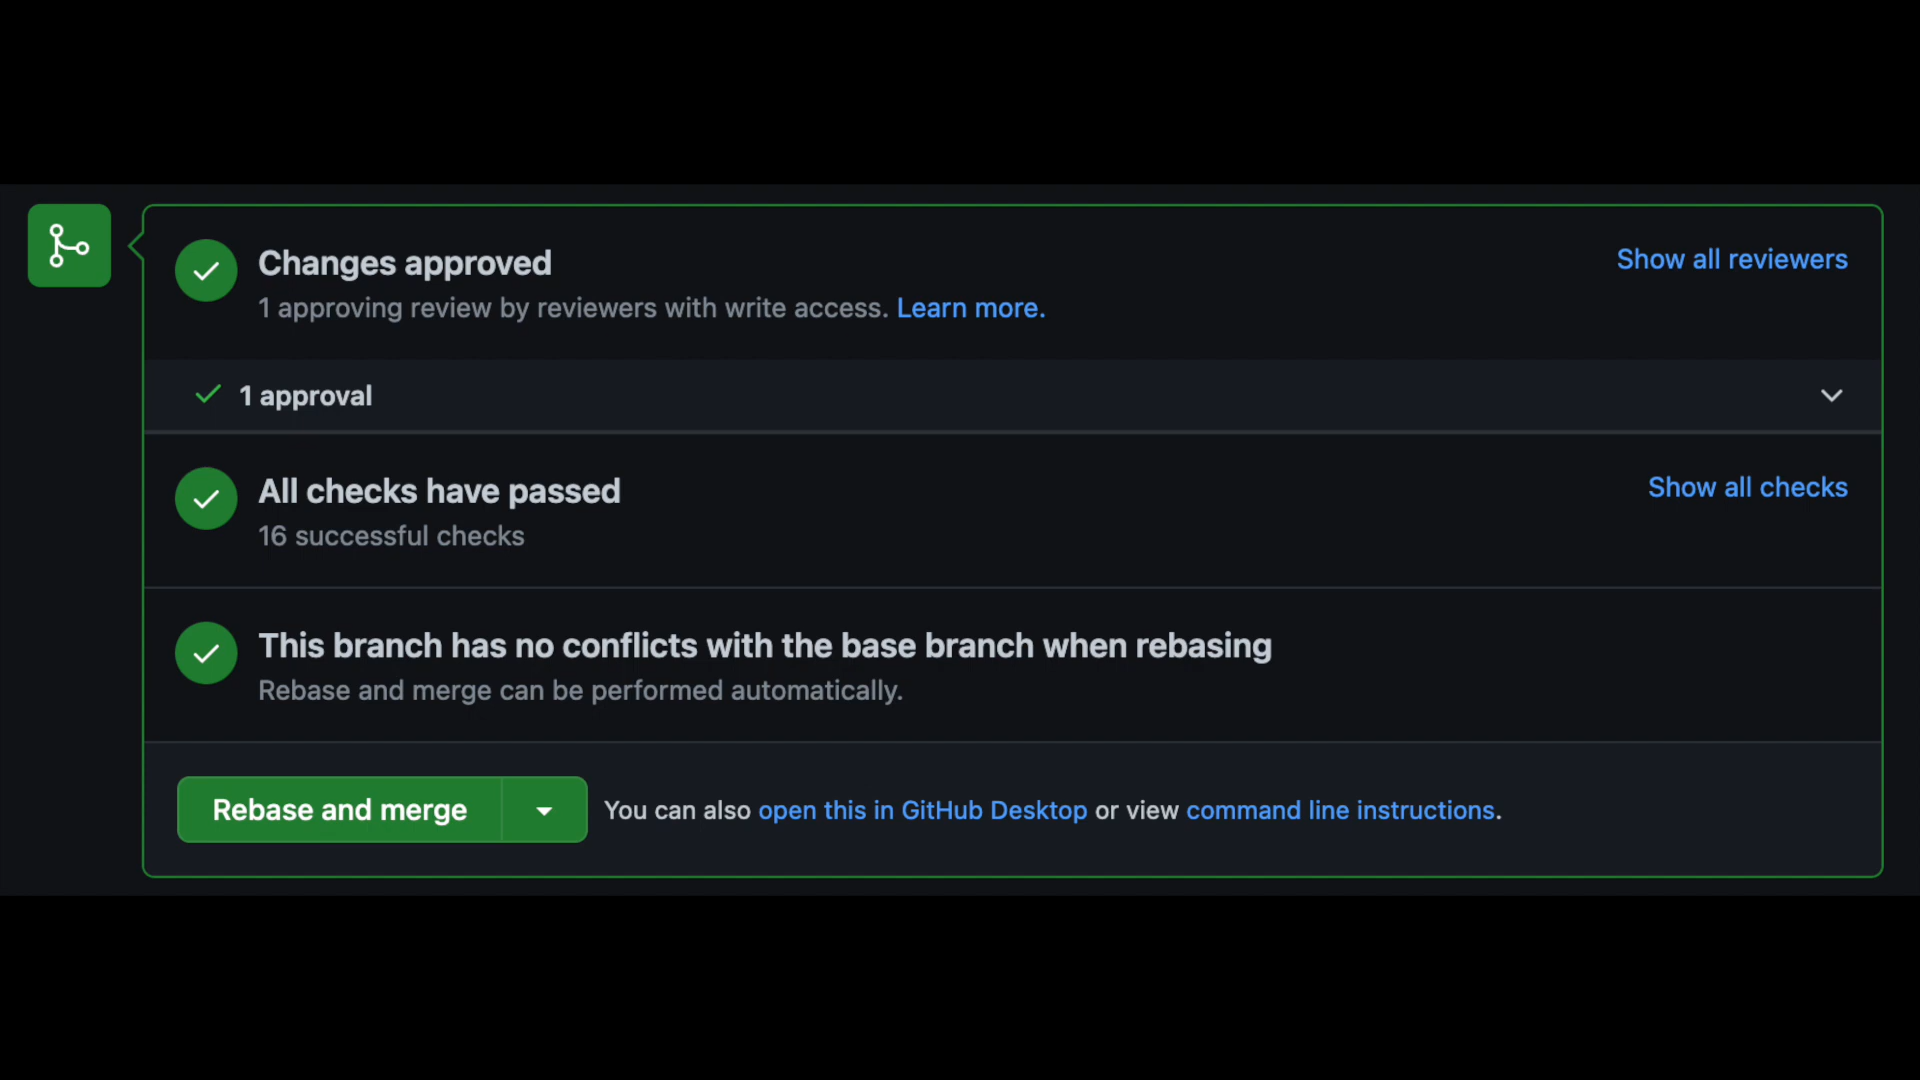 Changes approved
Show all reviewers
1 approving review by reviewers with write access. Learn more.
1 approval
All checks have passed
Show all checks
16 successful checks
This branch has no conflicts with the base branch when rebasing
Rebase and merge can be performed automatically.
Rebase and merge
You can also open this in GitHub Desktop or view command line instructions.